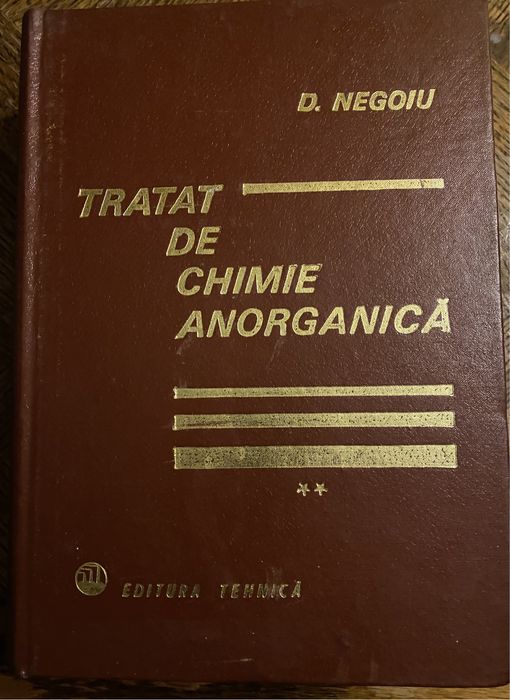 D. NEGOIU
TRATAT
DE
CHIMIE
ANORGANICĂ
**
EDITURA TEHNICĂ